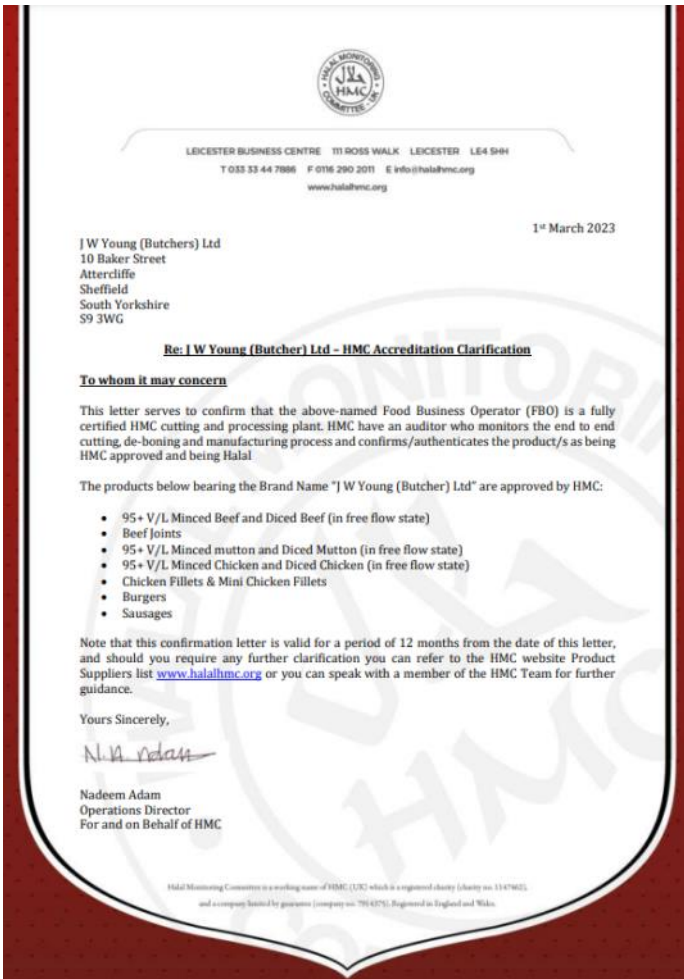 HALAL MONITORING
حلال
HMC
COMMITTEE - UK
LEICESTER BUSINESS CENTRE 111 ROSS WALK LEICESTER LE4 5HH
T 033 33 44 7886 F 0116 290 2011 E info@halalhmc.org
www.halalhmc.org
1st March 2023
J W Young (Butchers) Ltd
10 Baker Street
Attercliffe
Sheffield
South Yorkshire
S9 3WG
Re: J W Young (Butcher) Ltd – HMC Accreditation Clarification
To whom it may concern
This letter serves to confirm that the above-named Food Business Operator (FBO) is a fully
certified HMC cutting and processing plant. HMC have an auditor who monitors the end to end
cutting, de-boning and manufacturing process and confirms/authenticates the product/s as being
HMC approved and being Halal
The products below bearing the Brand Name "J W Young (Butcher) Ltd" are approved by HMC:
• 95+ V/L Minced Beef and Diced Beef (in free flow state)
• Beef Joints
• 95+ V/L Minced mutton and Diced Mutton (in free flow state)
• 95+ V/L Minced Chicken and Diced Chicken (in free flow state)
• Chicken Fillets & Mini Chicken Fillets
• Burgers
• Sausages
Note that this confirmation letter is valid for a period of 12 months from the date of this letter,
and should you require any further clarification you can refer to the HMC website Product
Suppliers list www.halalhmc.org or you can speak with a member of the HMC Team for further
guidance.
Yours Sincerely,
Nadeem Adam
Operations Director
For and on Behalf of HMC
Halal Monitoring Committee is a working name of HMC (UK) which is a registered charity (charity no.
and a company limited by guarantee (company no. Registered in England and Wales.